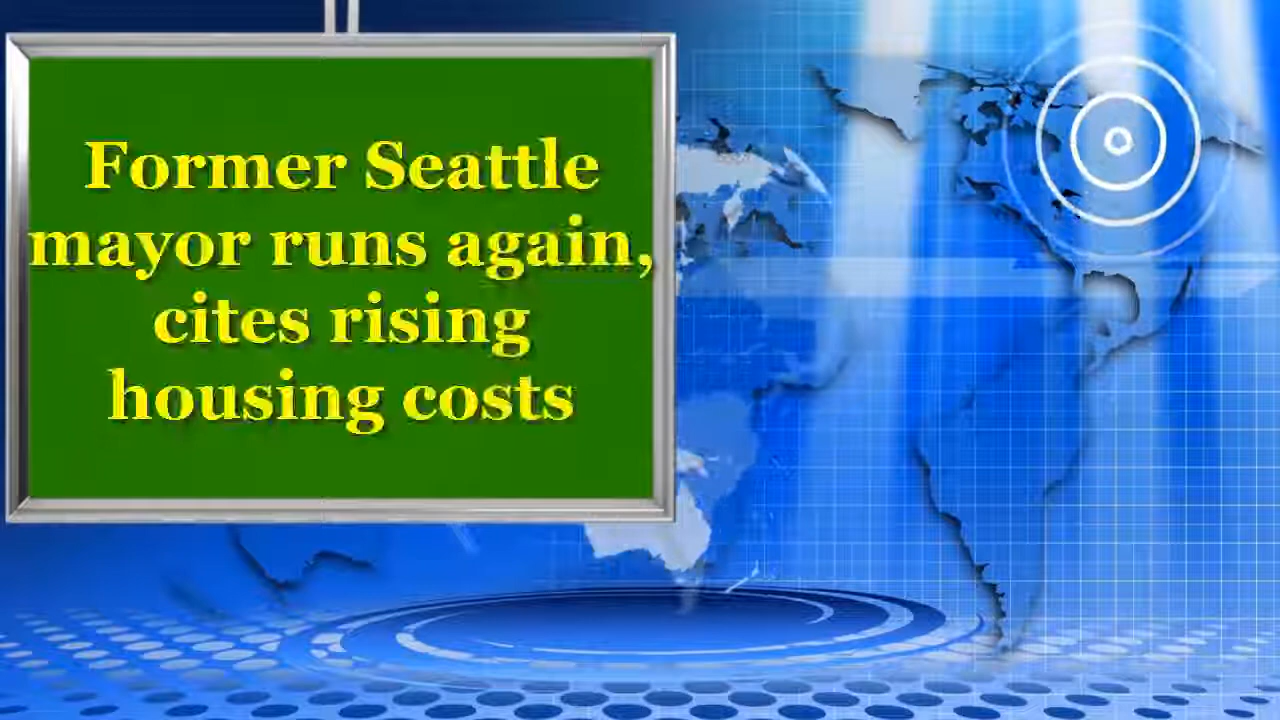 Former Seattle
mayor runs again,
cites rising
housing costs